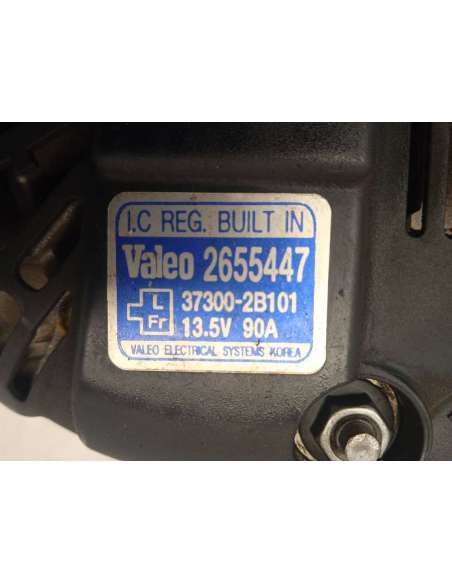 I.C REG. BUILT IN
Valeo 2655447
L 37300-2B101
Fr 13.5V 90A
VALEO ELECTRICAL SYSTEMS KOREA